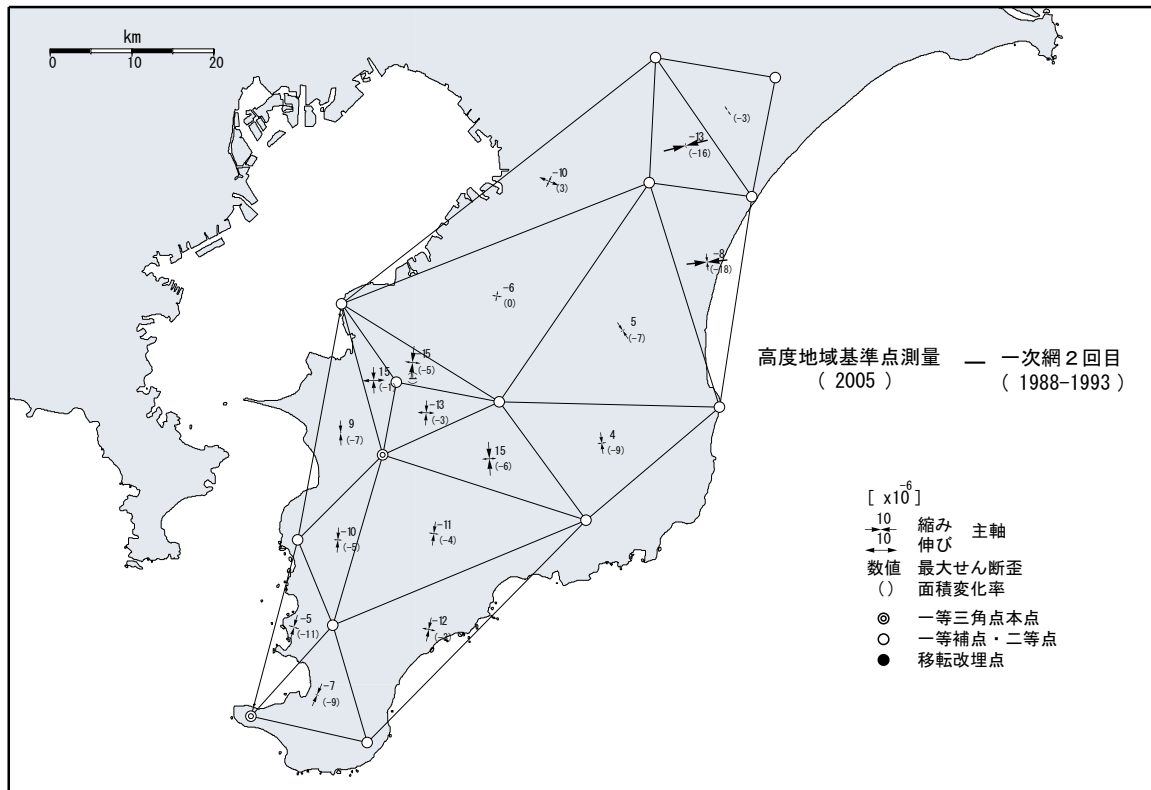 km
0 10 20
(-3)
-13
(-16)
-10
(3)
-8
(-18)
-6
(0)
5
(-7)
高度地域基準点測量 ― 一次網２回目
（ 2005 ） （ 1988-1993 ）
-15
(-5)
15
-13
(-3)
9
(-7)
4
(-9)
15
(-6)
-11
(-4)
-10
(-5)
-5
(-11)
-12
-7
(-9)
[ x10-6 ]
10 縮み 主軸
10 伸び
数値 最大せん断歪
() 面積変化率
一等三角点本点
一等補点・二等点
移転改埋点